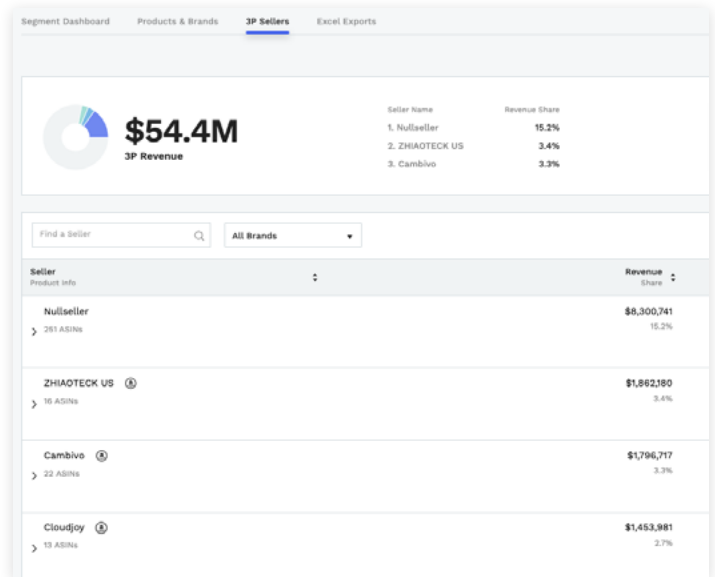 Segment Dashboard Products & Brands 3P Sellers Excel Exports
$54.4M
3P Revenue
Seller Name Revenue Share
1. Nullseller 15.2%
2. ZHIAOTECK US 3.4%
3. Cambivo 3.3%
Find a Seller
All Brands
Seller
Product Info
Revenue
Share
Nullseller $8,300,741
261 ASINs 15.2%
ZHIAOTECK US $1,862,180
16 ASINs 3.4%
Cambivo $1,796,717
22 ASINs 3.3%
Cloudjoy $1,453,981
13 ASINs 2.7%